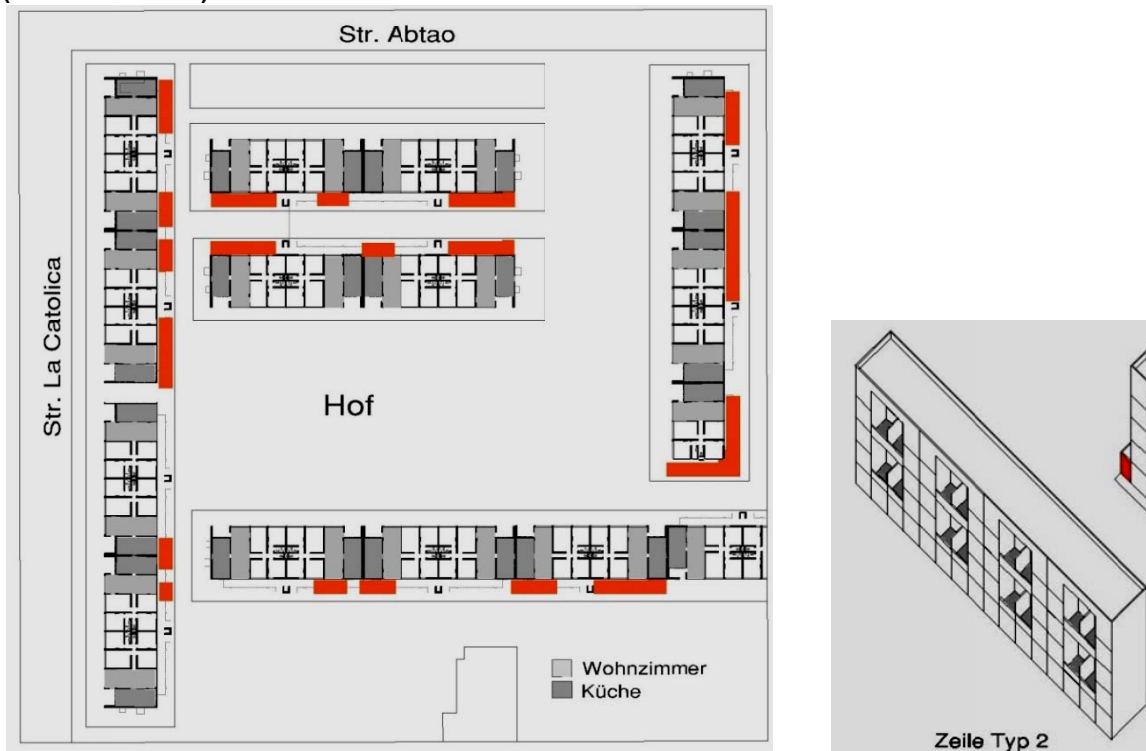 Str. Abtao
Str. La Catolica
Hof
Wohnzimmer
Küche
Zeile Typ 2